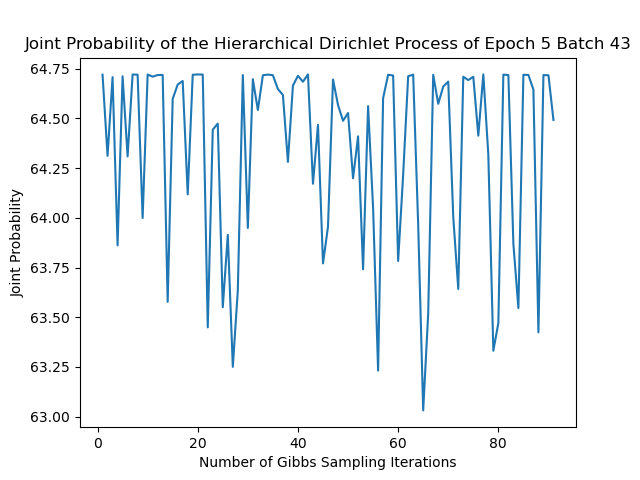 Joint Probability of the Hierarchical Dirichlet Process of Epoch 5 Batch 43
64.75
64.50
64.25
64.00
63.75
63.50
63.25
63.00
Joint Probability
0 20 40 60 80
Number of Gibbs Sampling Iterations